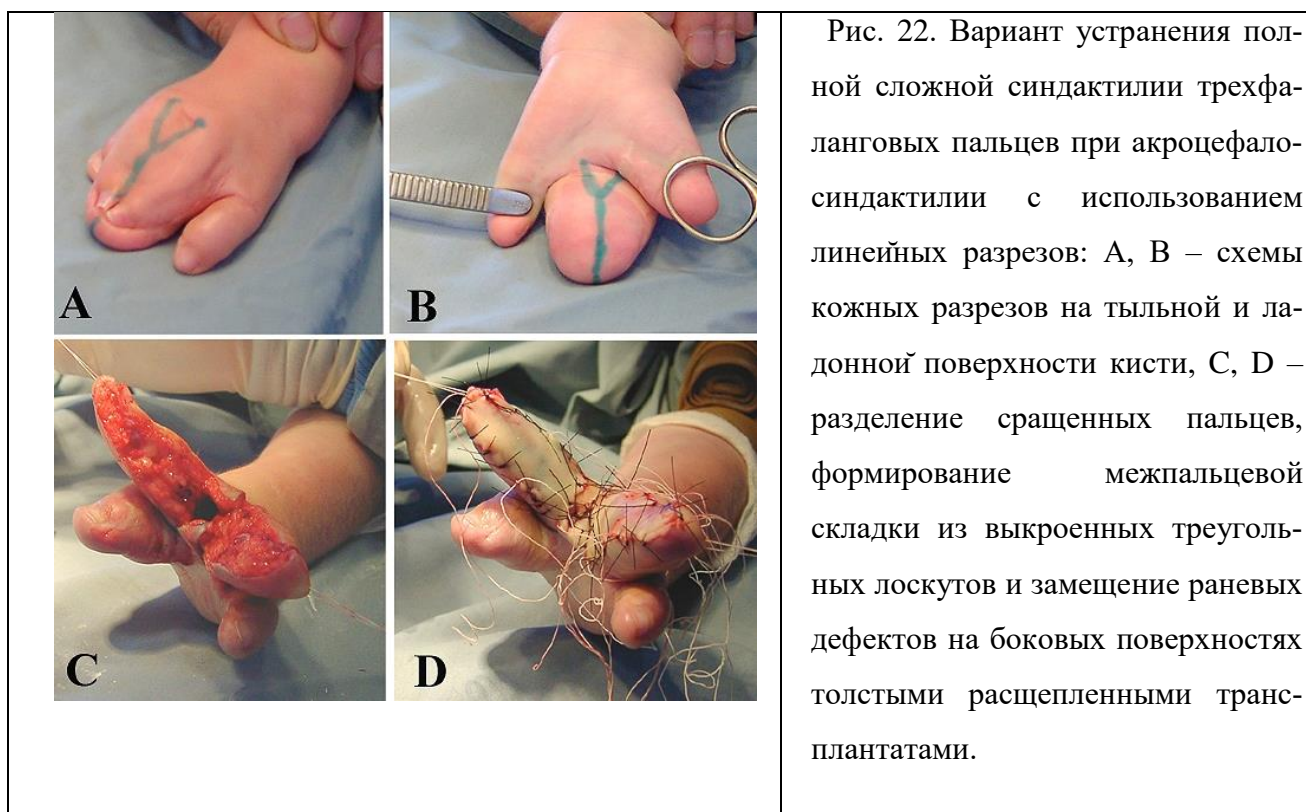 A
B
C
D
Рис. 22. Вариант устранения пол-
ной сложной синдактилии трехфа-
ланговых пальцев при акроцефало-
синдактилии с использованием
линейных разрезов: А, В – схемы
кожных разрезов на тыльной и ла-
донной поверхности кисти, С, D –
разделение сращенных пальцев,
формирование межпальцевой
складки из выкроенных треуголь-
ных лоскутов и замещение раневых
дефектов на боковых поверхностях
толстыми расщепленными транс-
плантатами.